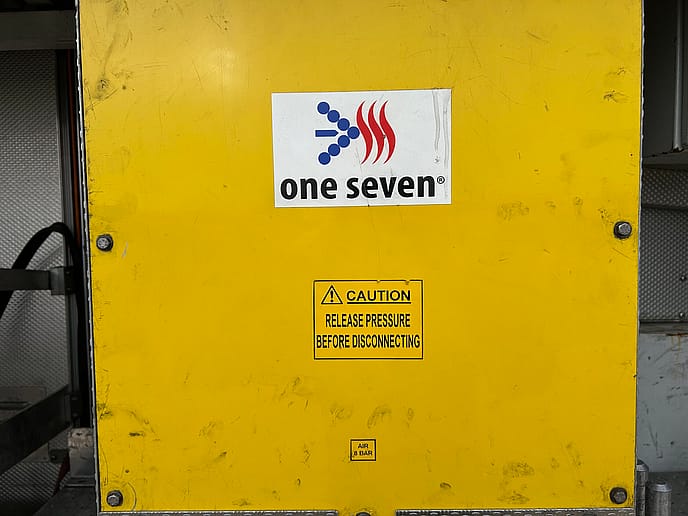 one seven®
⚠ CAUTION
RELEASE PRESSURE
BEFORE DISCONNECTING
AIR
8 BAR